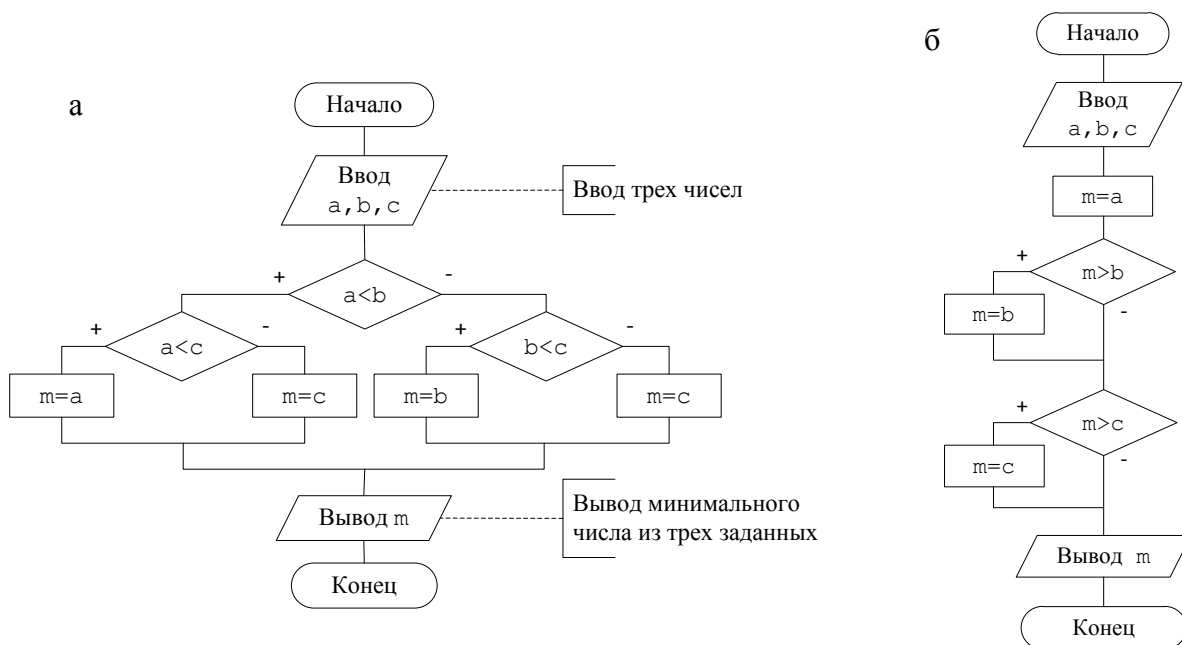 а
Начало
Ввод
a,b,c
Ввод трех чисел
+
-
a<b
+
-
a<c
+
-
b<c
m=a
m=c
m=b
m=c
Вывод m
Вывод минимального
числа из трех заданных
Конец
б
Начало
Ввод
a,b,c
m=a
+
m>b
-
m=b
+
m>c
-
m=c
Вывод m
Конец